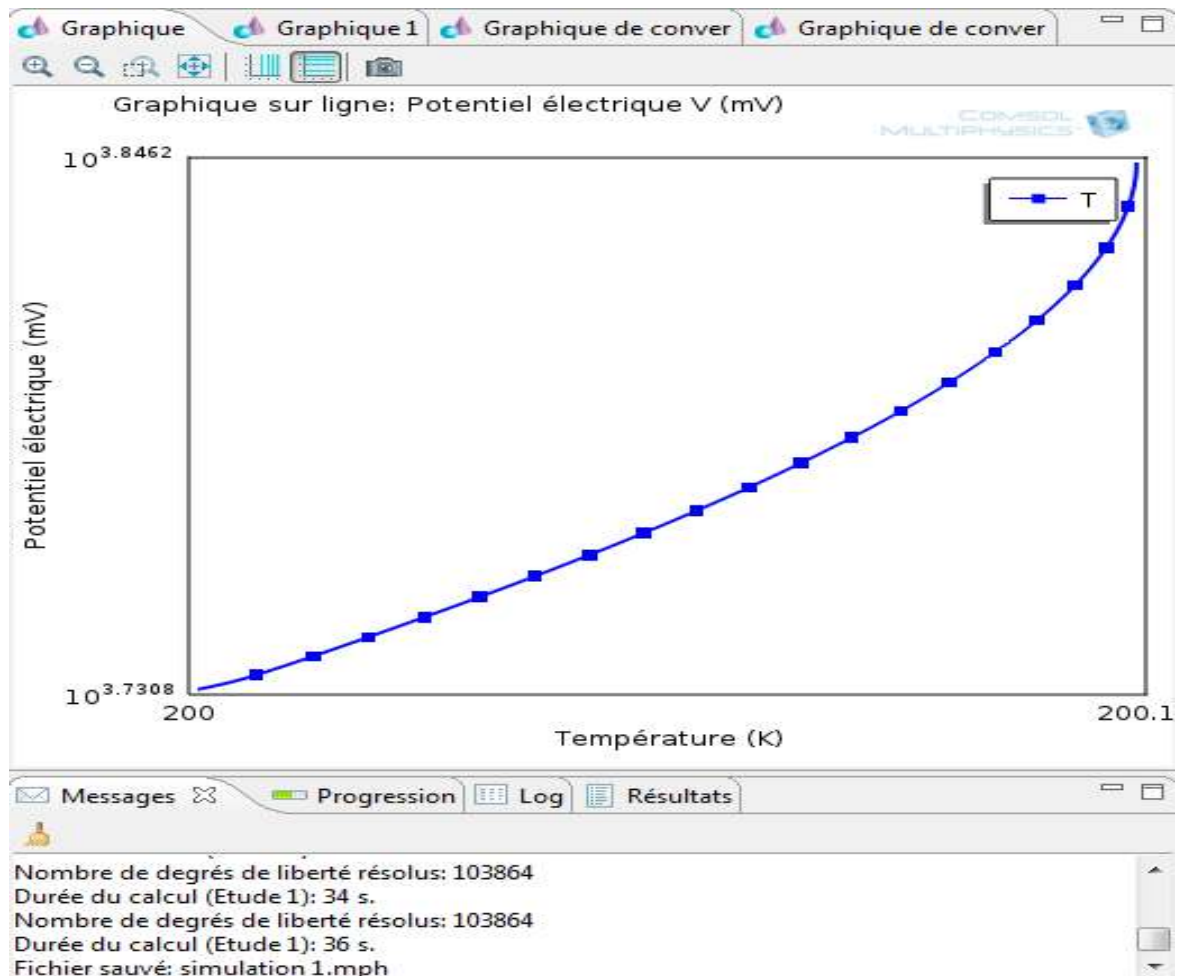 Graphique
Graphique 1
Graphique de conver
Graphique de conver
Graphique sur ligne: Potentiel électrique V (mV)
COMSOL
MULTIPHYSICS
10^3.8462
T
Potentiel électrique (mV)
10^3.7308
200
200.1
Température (K)
Messages
Progression
Log
Résultats
Nombre de degrés de liberté résolus: 103864
Durée du calcul (Etude 1): 34 s.
Nombre de degrés de liberté résolus: 103864
Durée du calcul (Etude 1): 36 s.
Fichier sauvé: simulation 1.mph